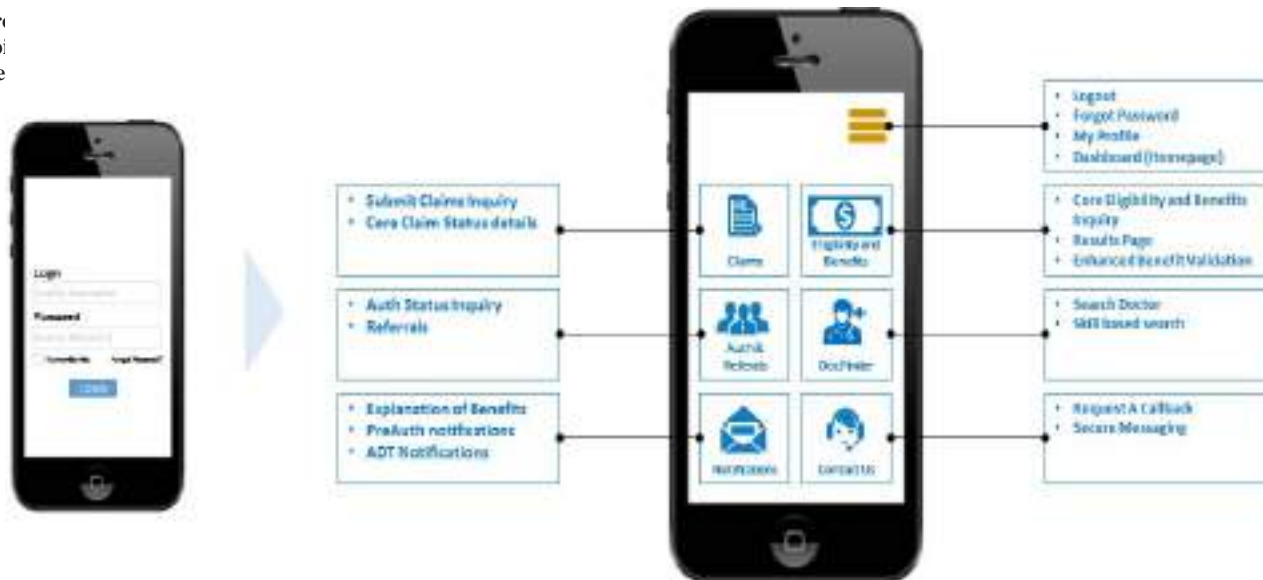 Login
Password
Submit Claims Inquiry
Core Claim Status details
Auth Status Inquiry
Referrals
Explanation of Benefits
PreAuth notifications
ADT Notifications
Claims
Eligibility and
Benefits
Auth &
Referrals
DocFinder
Notifications
Contact Us
Logout
Forgot Password
My Profile
Dashboard (Homepage)
Core Eligibility and Benefits
Inquiry
Results Page
Enhanced Benefit Validation
Search Doctor
Skill based search
Request A Callback
Secure Messaging